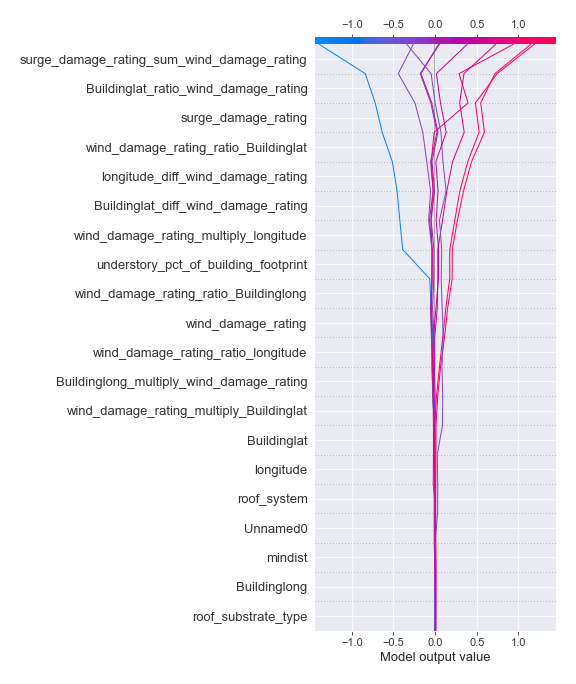 −1.0 −0.5 0.0 0.5 1.0
surge_damage_rating_sum_wind_damage_rating
Buildinglat_ratio_wind_damage_rating
surge_damage_rating
wind_damage_rating_ratio_Buildinglat
longitude_diff_wind_damage_rating
Buildinglat_diff_wind_damage_rating
wind_damage_rating_multiply_longitude
understory_pct_of_building_footprint
wind_damage_rating_ratio_Buildinglong
wind_damage_rating
wind_damage_rating_ratio_longitude
Buildinglong_multiply_wind_damage_rating
wind_damage_rating_multiply_Buildinglat
Buildinglat
longitude
roof_system
Unnamed0
mindist
Buildinglong
roof_substrate_type
−1.0 −0.5 0.0 0.5 1.0
Model output value